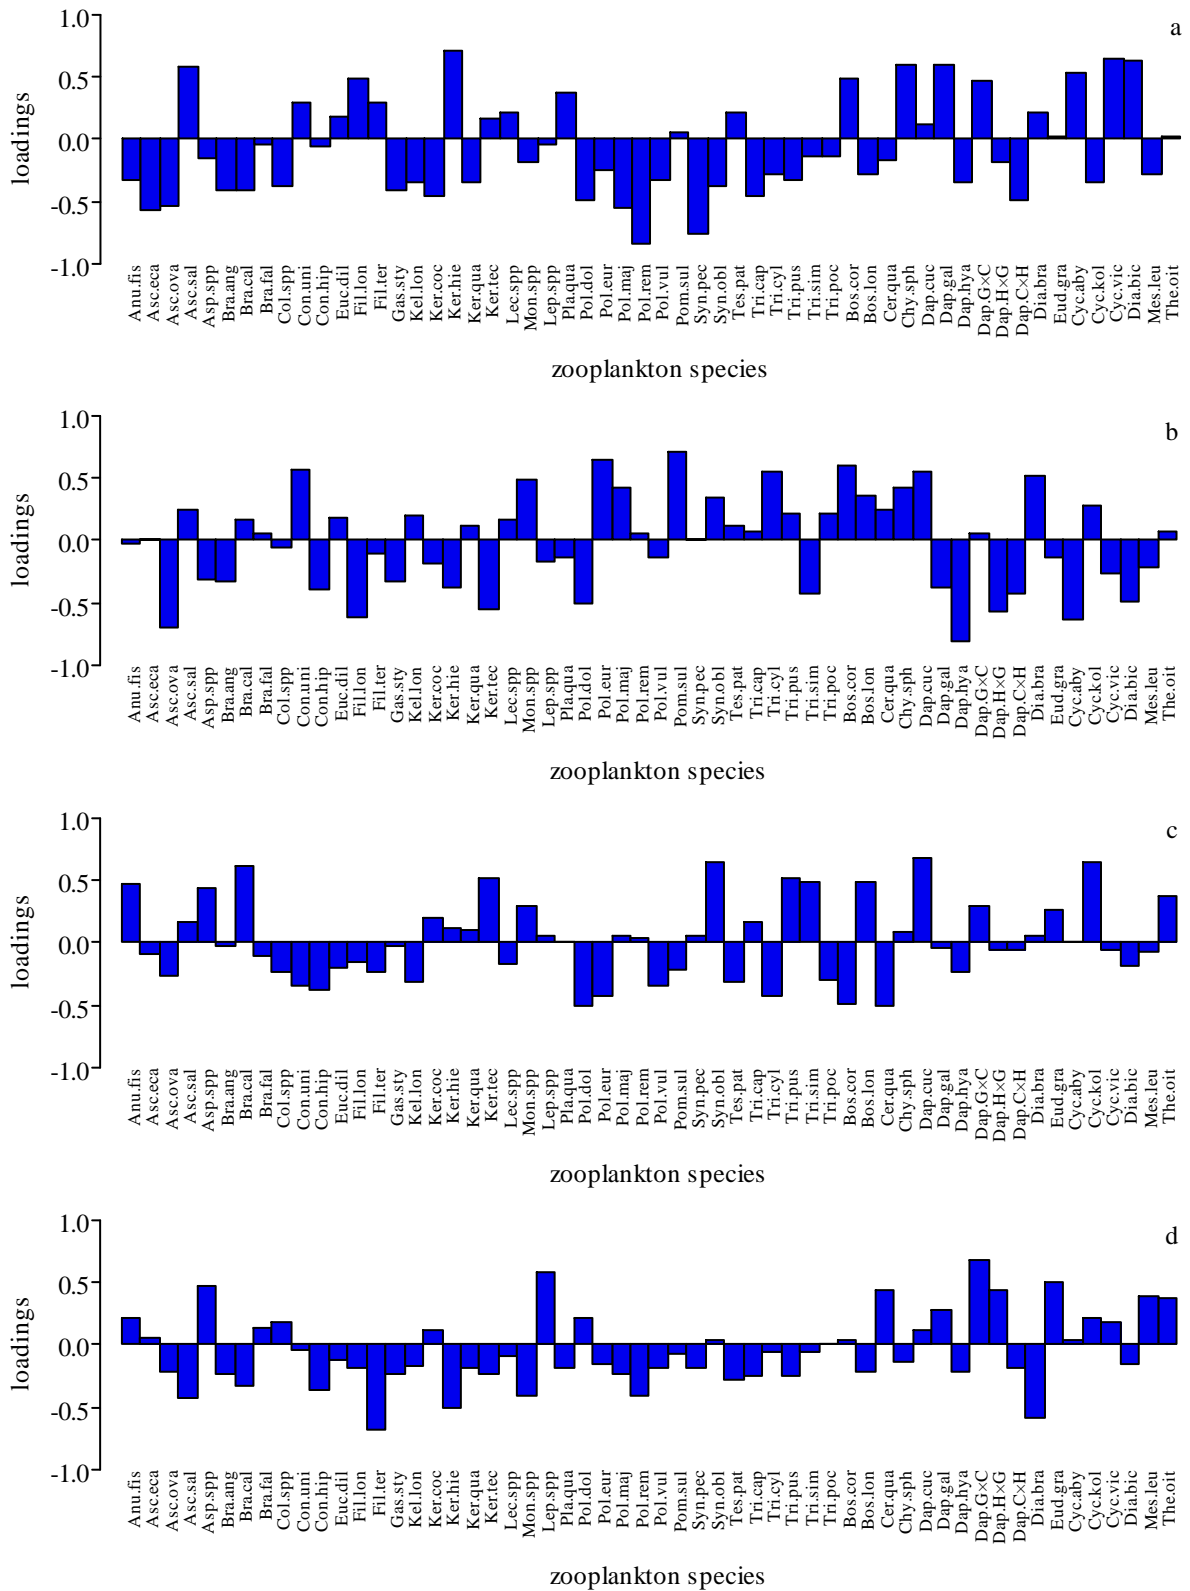 a
1.0
0.5
0.0
-0.5
-1.0
loadings
Anu.fis Asc.eca Asc.ova Asc.sal Asp.spp Bra.ang Bra.cal Bra.fal Col.spp Con.uni Con.hip Euc.dil Fil.lon Fil.ter Gas.sty Kel.lon Ker.coc Ker.hie Ker.qua Ker.tec Lec.spp Mon.spp Lep.spp Pla.qua Pol.dol Pol.eur Pol.maj Pol.rem Pol.vul Pom.sul Syn.pec Syn.obl Tes.pat Tri.cap Tri.cyl Tri.pus Tri.sim Tri.poc Bos.cor Bos.lon Cer.qua Chy.sph Dap.cuc Dap.gal Dap.hya Dap.G×C Dap.H×G Dap.C×H Dia.bra Eud.gra Cyc.aby Cyc.kol Cyc.vic Dia.bic Mes.leu The.oit
zooplankton species
b
1.0
0.5
0.0
-0.5
-1.0
loadings
Anu.fis Asc.eca Asc.ova Asc.sal Asp.spp Bra.ang Bra.cal Bra.fal Col.spp Con.uni Con.hip Euc.dil Fil.lon Fil.ter Gas.sty Kel.lon Ker.coc Ker.hie Ker.qua Ker.tec Lec.spp Mon.spp Lep.spp Pla.qua Pol.dol Pol.eur Pol.maj Pol.rem Pol.vul Pom.sul Syn.pec Syn.obl Tes.pat Tri.cap Tri.cyl Tri.pus Tri.sim Tri.poc Bos.cor Bos.lon Cer.qua Chy.sph Dap.cuc Dap.gal Dap.hya Dap.G×C Dap.H×G Dap.C×H Dia.bra Eud.gra Cyc.aby Cyc.kol Cyc.vic Dia.bic Mes.leu The.oit
zooplankton species
c
1.0
0.5
0.0
-0.5
-1.0
loadings
Anu.fis Asc.eca Asc.ova Asc.sal Asp.spp Bra.ang Bra.cal Bra.fal Col.spp Con.uni Con.hip Euc.dil Fil.lon Fil.ter Gas.sty Kel.lon Ker.coc Ker.hie Ker.qua Ker.tec Lec.spp Mon.spp Lep.spp Pla.qua Pol.dol Pol.eur Pol.maj Pol.rem Pol.vul Pom.sul Syn.pec Syn.obl Tes.pat Tri.cap Tri.cyl Tri.pus Tri.sim Tri.poc Bos.cor Bos.lon Cer.qua Chy.sph Dap.cuc Dap.gal Dap.hya Dap.G×C Dap.H×G Dap.C×H Dia.bra Eud.gra Cyc.aby Cyc.kol Cyc.vic Dia.bic Mes.leu The.oit
zooplankton species
d
1.0
0.5
0.0
-0.5
-1.0
loadings
Anu.fis Asc.eca Asc.ova Asc.sal Asp.spp Bra.ang Bra.cal Bra.fal Col.spp Con.uni Con.hip Euc.dil Fil.lon Fil.ter Gas.sty Kel.lon Ker.coc Ker.hie Ker.qua Ker.tec Lec.spp Mon.spp Lep.spp Pla.qua Pol.dol Pol.eur Pol.maj Pol.rem Pol.vul Pom.sul Syn.pec Syn.obl Tes.pat Tri.cap Tri.cyl Tri.pus Tri.sim Tri.poc Bos.cor Bos.lon Cer.qua Chy.sph Dap.cuc Dap.gal Dap.hya Dap.G×C Dap.H×G Dap.C×H Dia.bra Eud.gra Cyc.aby Cyc.kol Cyc.vic Dia.bic Mes.leu The.oit
zooplankton species